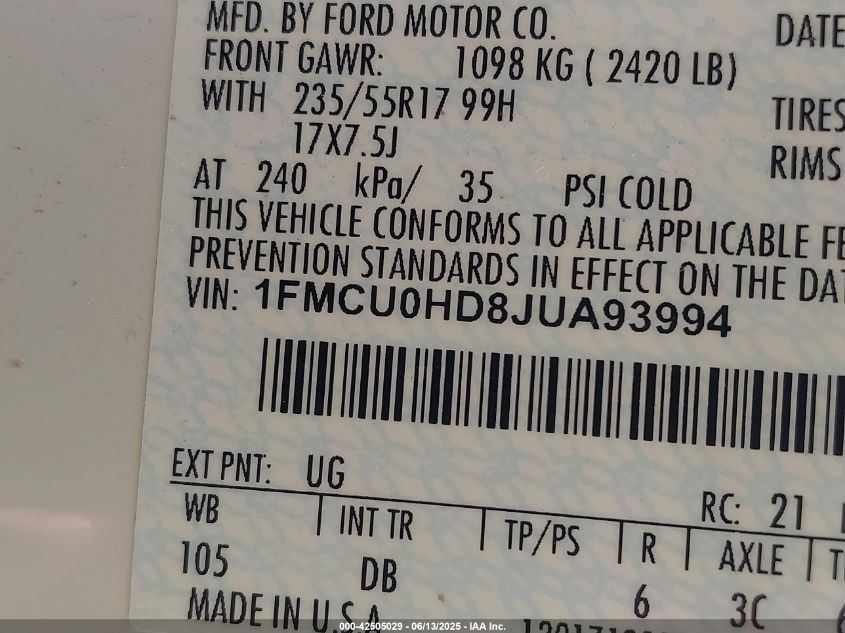 MFD. BY FORD MOTOR CO. DATE
FRONT GAWR: 1098 KG ( 2420 LB)
WITH 235/55R17 99H TIRES
17X7.5J RIMS
AT 240 kPa/ 35 PSI COLD
THIS VEHICLE CONFORMS TO ALL APPLICABLE FE
PREVENTION STANDARDS IN EFFECT ON THE DAT
VIN: 1FMCU0HD8JUA93994
EXT PNT: UG RC: 21
WB INT TR TP/PS R AXLE
105 DB 6 3C
MADE IN U.S.A
000-42505029 - 06/13/2025 - IAA Inc.